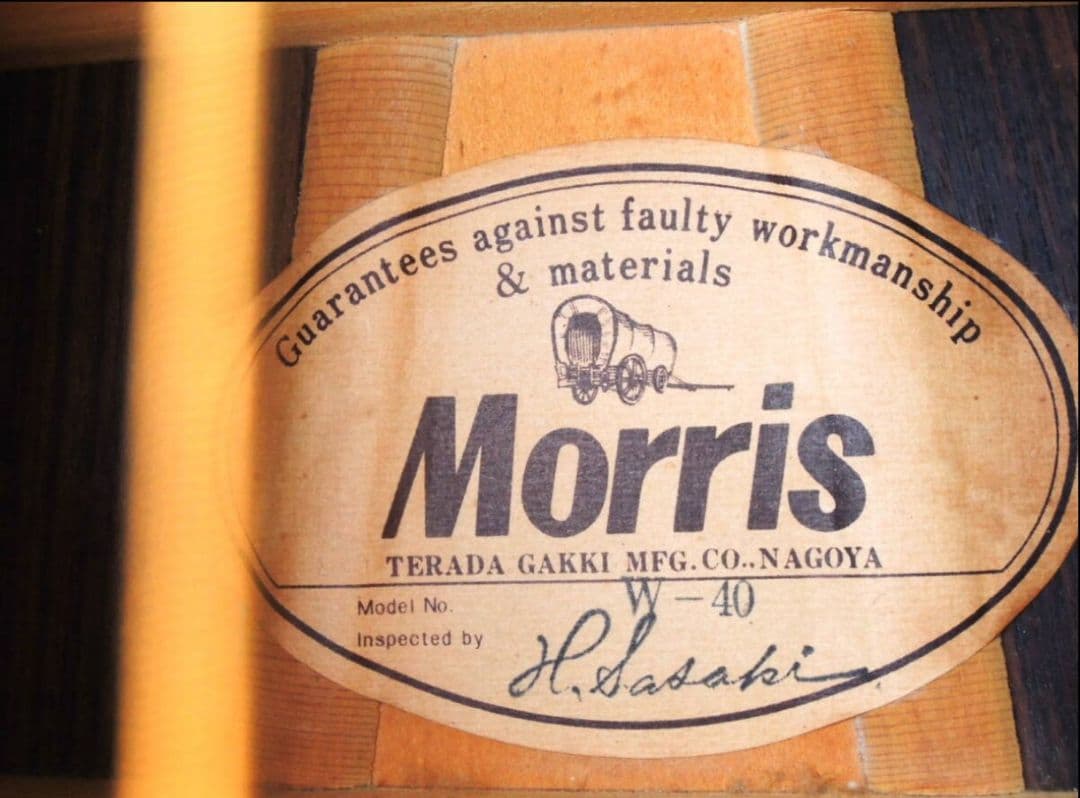 Guarantees against faulty workmanship
& materials
Morris
TERADA GAKKI MFG.CO.,NAGOYA
Model No. W-40
Inspected by H. Sasaki